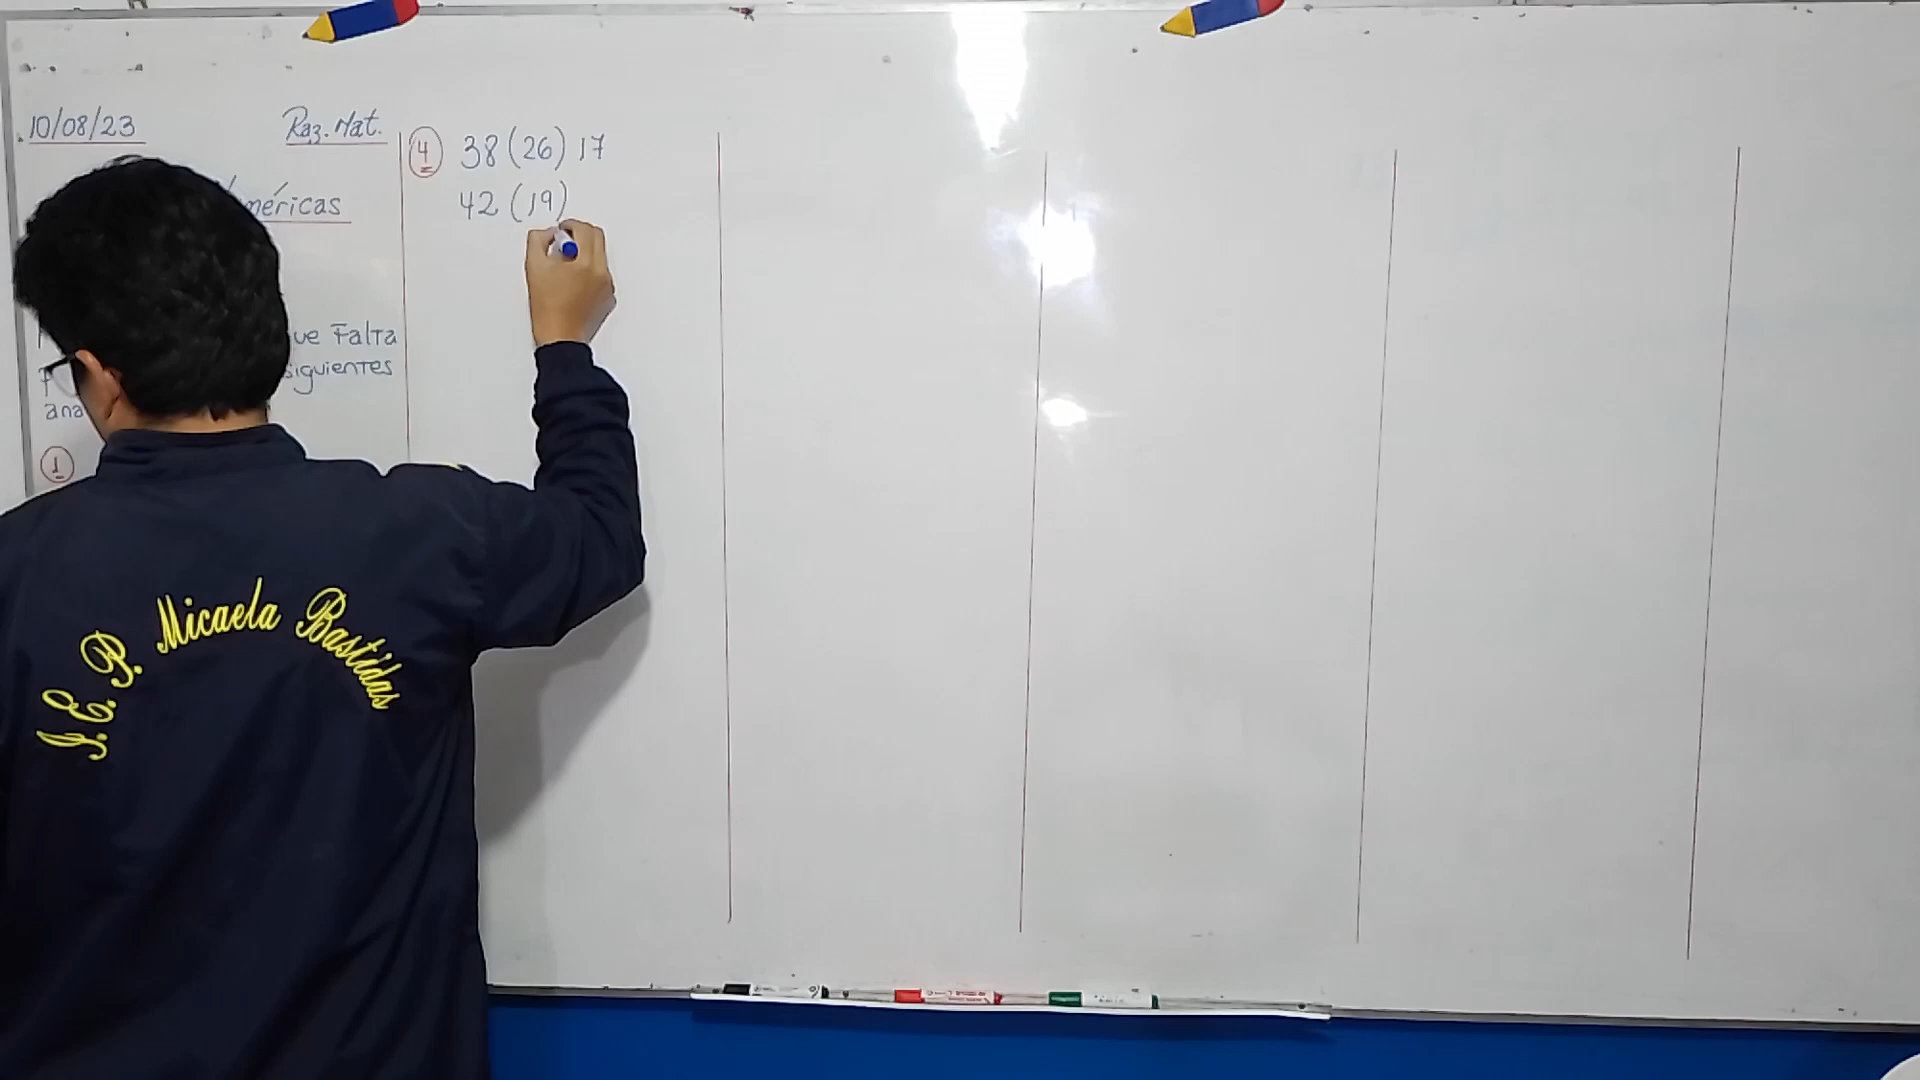 10/08/23
Raz. Mat.
méricas
ue Falta
siguientes
ana
1
4 38 (26) 17
42 (19)
I.E.P. Micaela Bastidas